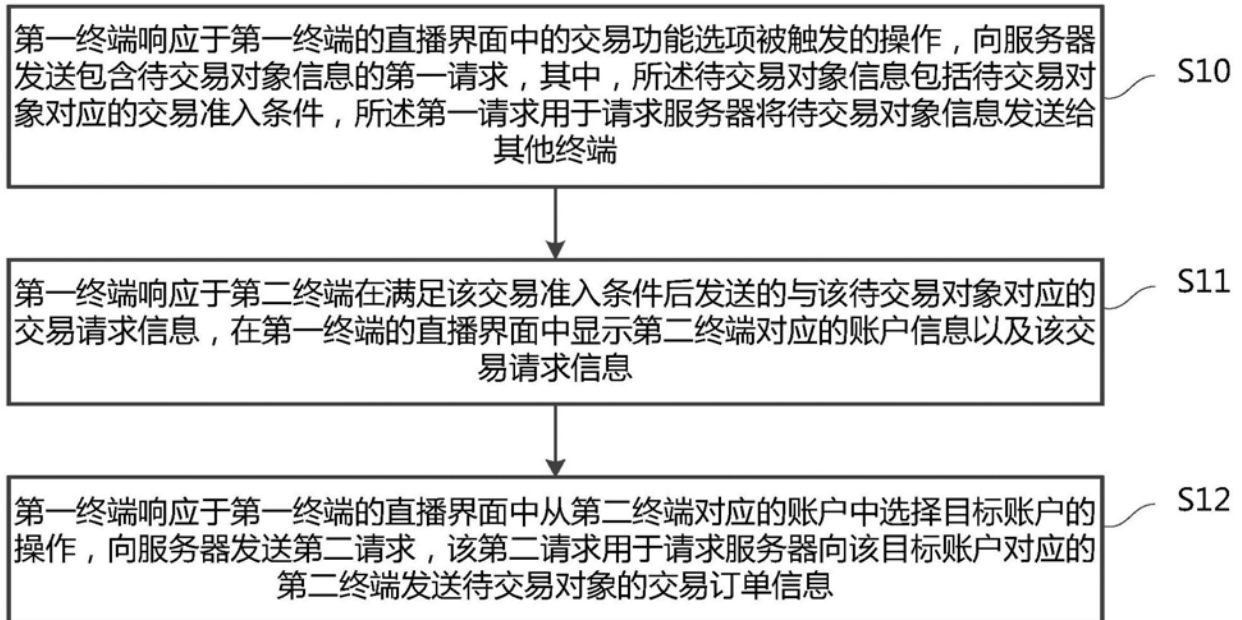 第一终端响应于第一终端的直播界面中的交易功能选项被触发的操作，向服务器
发送包含待交易对象信息的第一请求，其中，所述待交易对象信息包括待交易对
象对应的交易准入条件，所述第一请求用于请求服务器将待交易对象信息发送给
其他终端
S10
第一终端响应于第二终端在满足该交易准入条件后发送的与该待交易对象对应的
交易请求信息，在第一终端的直播界面中显示第二终端对应的账户信息以及该交
易请求信息
S11
第一终端响应于第一终端的直播界面中从第二终端对应的账户中选择目标账户的
操作，向服务器发送第二请求，该第二请求用于请求服务器向该目标账户对应的
第二终端发送待交易对象的交易订单信息
S12